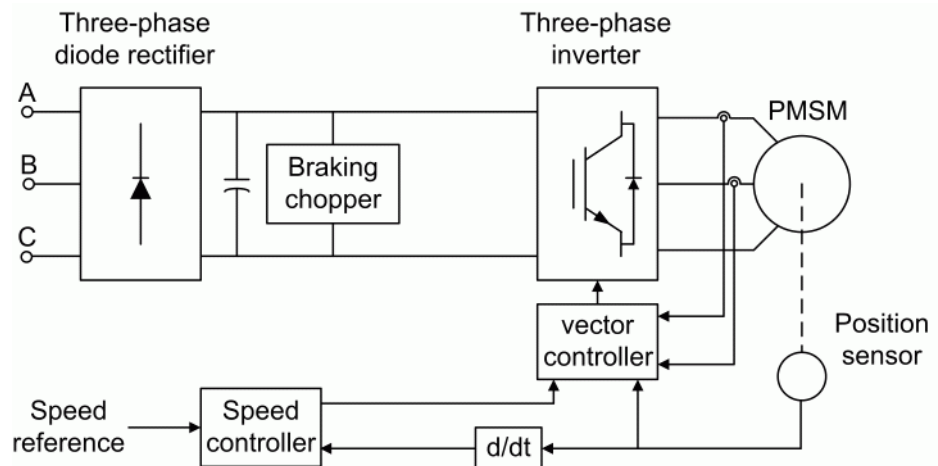 Three-phase
diode rectifier
Three-phase
inverter
A
B
C
Braking
chopper
PMSM
vector
controller
Position
sensor
Speed
reference
Speed
controller
d/dt